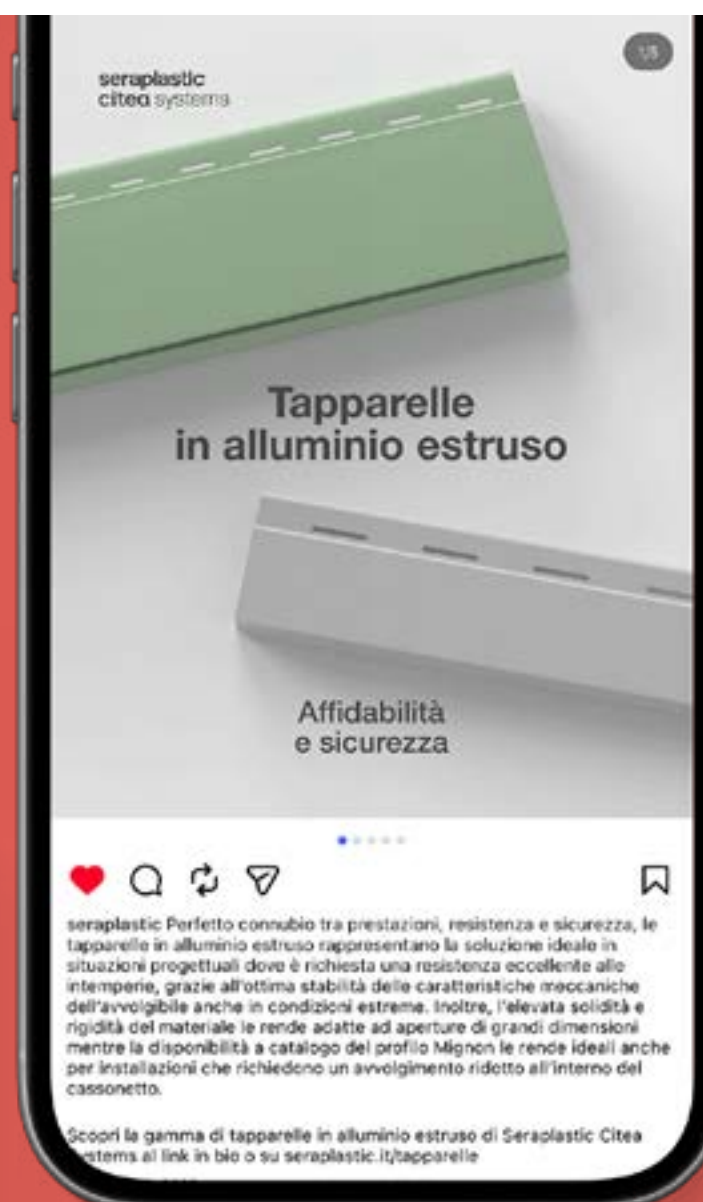 seraplastic
citea systems
1/5
Tapparelle
in alluminio estruso
Affidabilità
e sicurezza
seraplastic Perfetto connubio tra prestazioni, resistenza e sicurezza, le
tapparelle in alluminio estruso rappresentano la soluzione ideale in
situazioni progettuali dove è richiesta una resistenza eccellente alle
intemperie, grazie all'ottima stabilità delle caratteristiche meccaniche
dell'avvolgibile anche in condizioni estreme. Inoltre, l'elevata solidità e
rigidità del materiale le rende adatte ad aperture di grandi dimensioni
mentre la disponibilità a catalogo del profilo Mignon le rende ideali anche
per installazioni che richiedono un avvolgimento ridotto all'interno del
cassonetto.
Scopri la gamma di tapparelle in alluminio estruso di Seraplastic Citea
systems al link in bio o su seraplastic.it/tapparelle